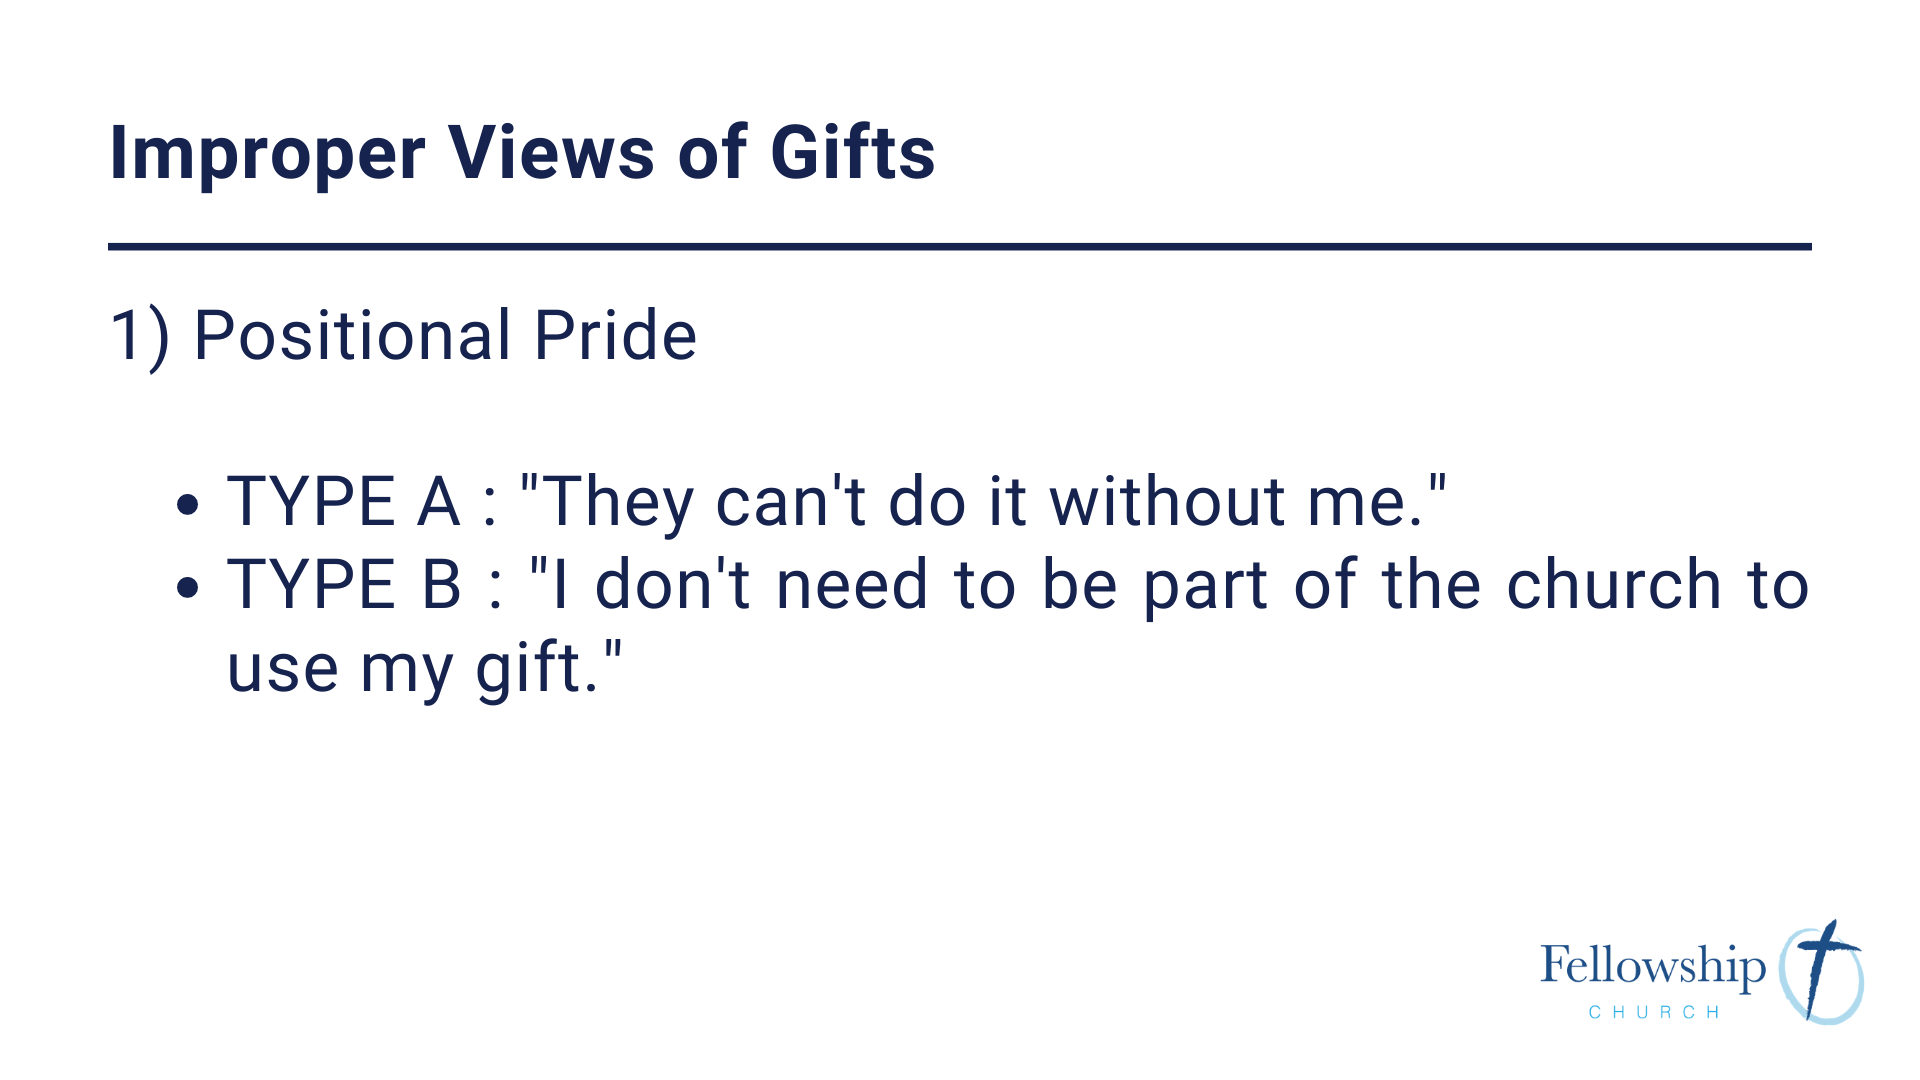 Improper Views of Gifts
1) Positional Pride
• TYPE A : "They can't do it without me."
• TYPE B : "I don't need to be part of the church to
use my gift."
Fellowship
CHURCH